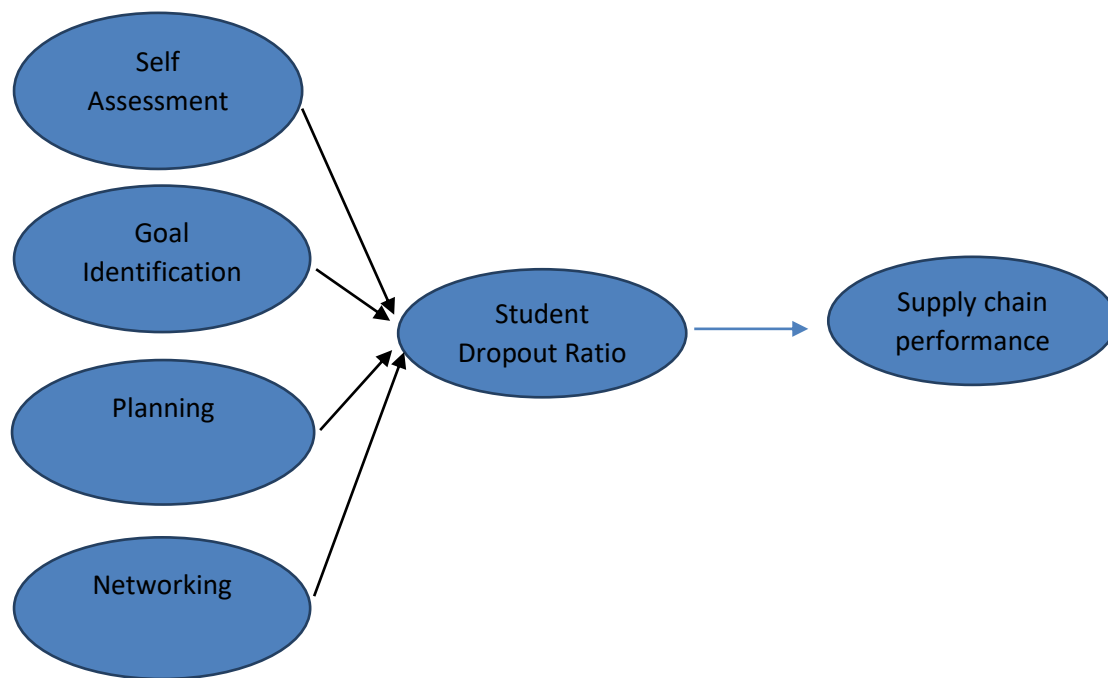 Self
Assessment
Goal
Identification
Planning
Networking
Student
Dropout Ratio
Supply chain
performance